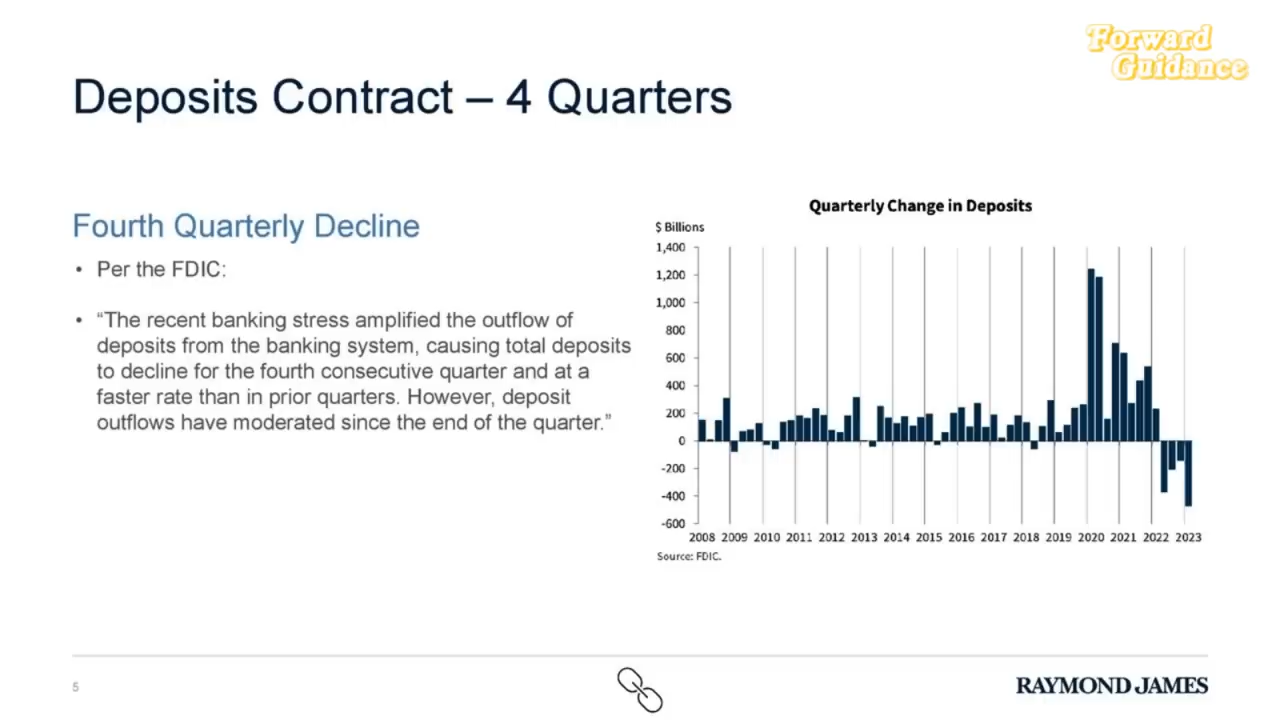 Forward
Guidance
Deposits Contract – 4 Quarters
Fourth Quarterly Decline
• Per the FDIC:
• “The recent banking stress amplified the outflow of
deposits from the banking system, causing total deposits
to decline for the fourth consecutive quarter and at a
faster rate than in prior quarters. However, deposit
outflows have moderated since the end of the quarter.”
Quarterly Change in Deposits
$ Billions
1,400
1,200
1,000
800
600
400
200
0
-200
-400
-600
2008 2009 2010 2011 2012 2013 2014 2015 2016 2017 2018 2019 2020 2021 2022 2023
Source: FDIC.
5
RAYMOND JAMES